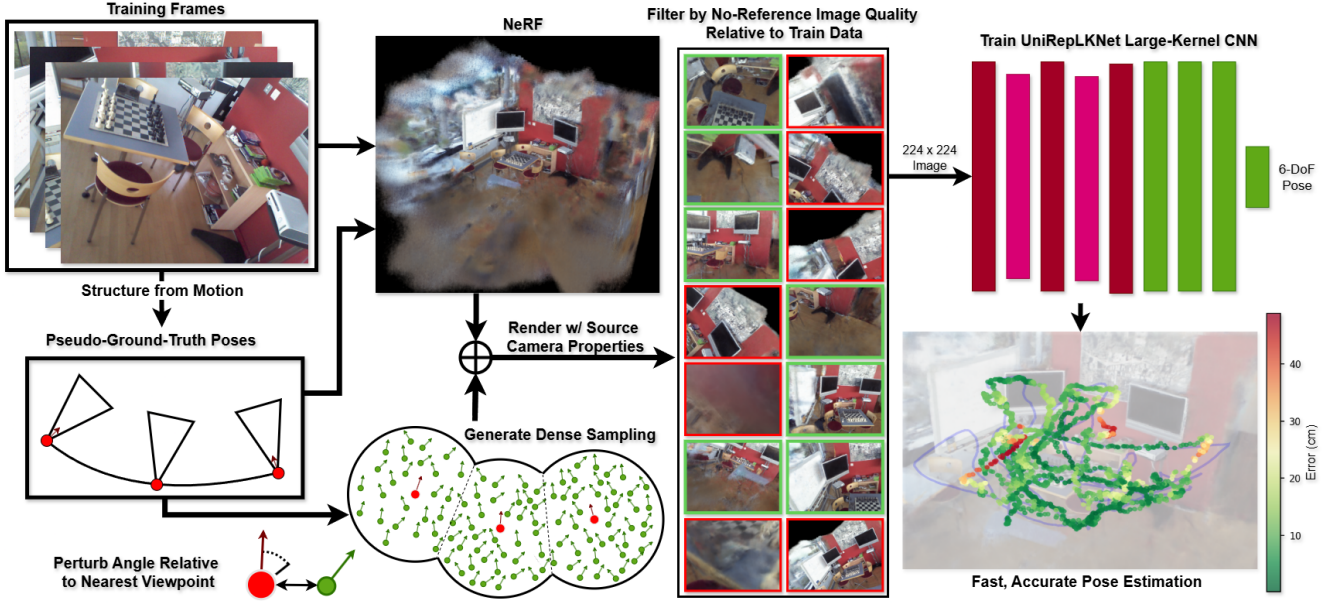 Training Frames
NeRF
Filter by No-Reference Image Quality
Relative to Train Data
Train UniRepLKNet Large-Kernel CNN
224 x 224
Image
6-DoF
Pose
Structure from Motion
Pseudo-Ground-Truth Poses
Render w/ Source
Camera Properties
Generate Dense Sampling
Perturb Angle Relative
to Nearest Viewpoint
40
30
20
10
Error (cm)
Fast, Accurate Pose Estimation